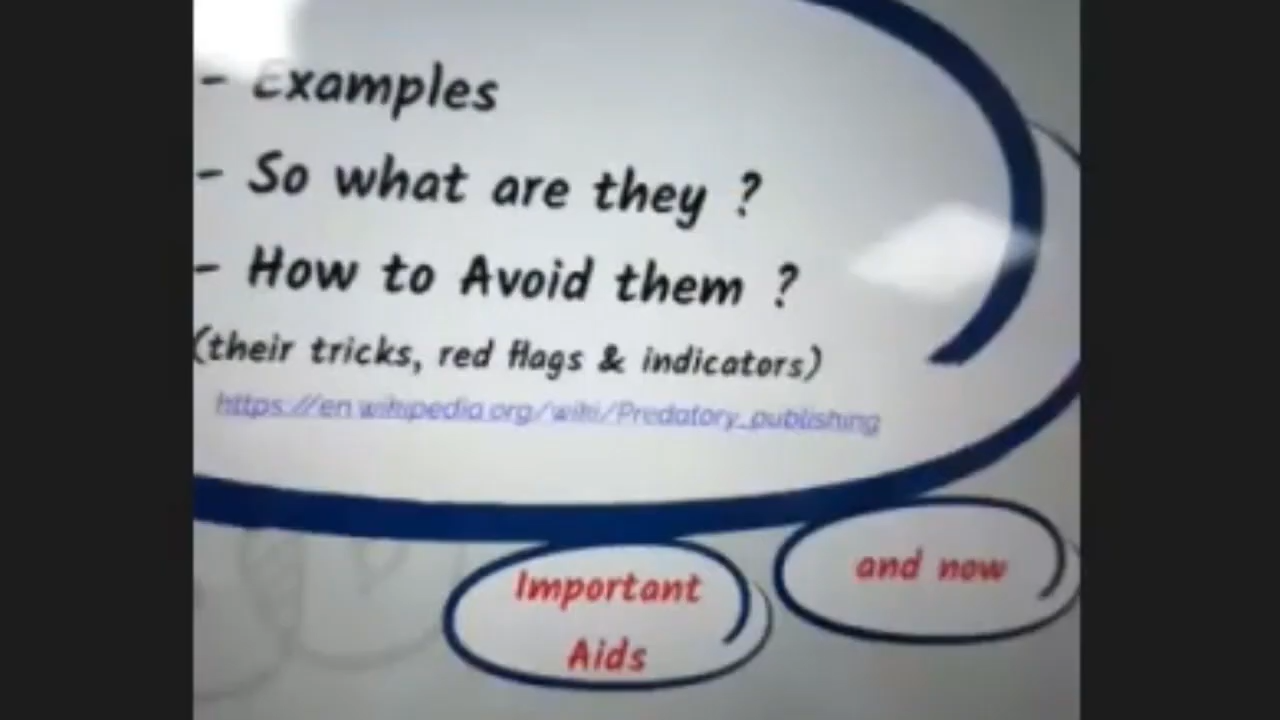 - Examples
- So what are they ?
- How to Avoid them ?
(their tricks, red flags & indicators)
https://en.wikipedia.org/wiki/Predatory_publishing
Important
Aids
and now